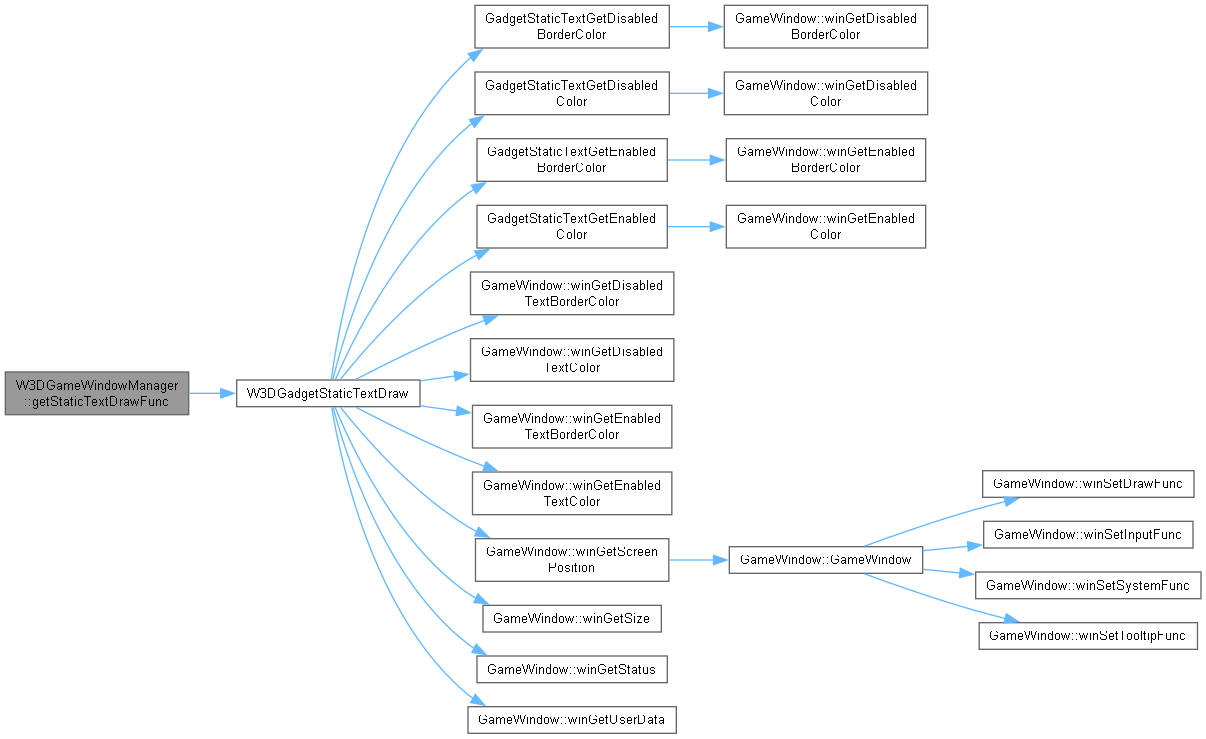 GadgetStaticTextGetDisabled
BorderColor
GameWindow::winGetDisabled
BorderColor
GadgetStaticTextGetDisabled
Color
GameWindow::winGetDisabled
Color
GadgetStaticTextGetEnabled
BorderColor
GameWindow::winGetEnabled
BorderColor
GadgetStaticTextGetEnabled
Color
GameWindow::winGetEnabled
Color
GameWindow::winGetDisabled
TextBorderColor
GameWindow::winGetDisabled
TextColor
W3DGameWindowManager
::getStaticTextDrawFunc
W3DGadgetStaticTextDraw
GameWindow::winGetEnabled
TextBorderColor
GameWindow::winGetEnabled
TextColor
GameWindow::winGetScreen
Position
GameWindow::GameWindow
GameWindow::winSetDrawFunc
GameWindow::winSetInputFunc
GameWindow::winSetSystemFunc
GameWindow::winSetTooltipFunc
GameWindow::winGetSize
GameWindow::winGetStatus
GameWindow::winGetUserData